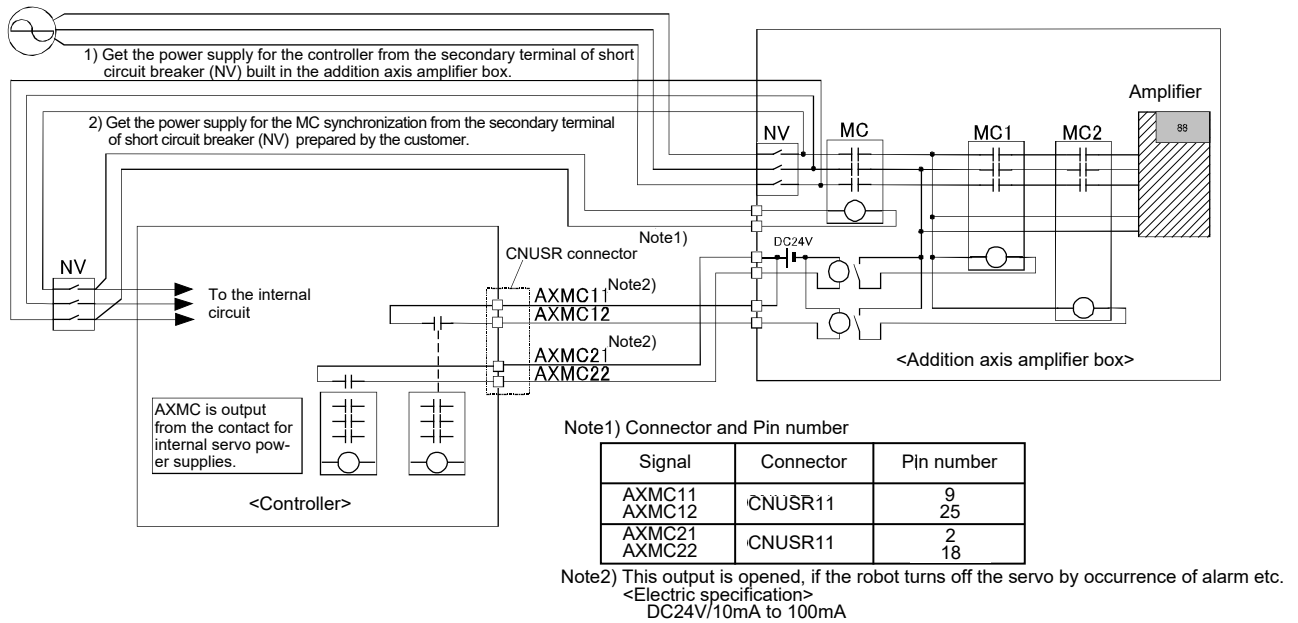 1) Get the power supply for the controller from the secondary terminal of short
circuit breaker (NV) built in the addition axis amplifier box.
Amplifier
2) Get the power supply for the MC synchronization from the secondary terminal
of short circuit breaker (NV) prepared by the customer.
NV
MC
MC1
MC2
88
Note1)
DC24V
CNUSR connector
NV
To the internal
circuit
AXMC11
Note2)
AXMC12
AXMC21
Note2)
AXMC22
<Addition axis amplifier box>
AXMC is output
from the contact for
internal servo pow-
er supplies.
<Controller>
Note1) Connector and Pin number
Signal Connector Pin number
AXMC11 CNUSR11 9
AXMC12 25
AXMC21 CNUSR11 2
AXMC22 18
Note2) This output is opened, if the robot turns off the servo by occurrence of alarm etc.
<Electric specification>
DC24V/10mA to 100mA